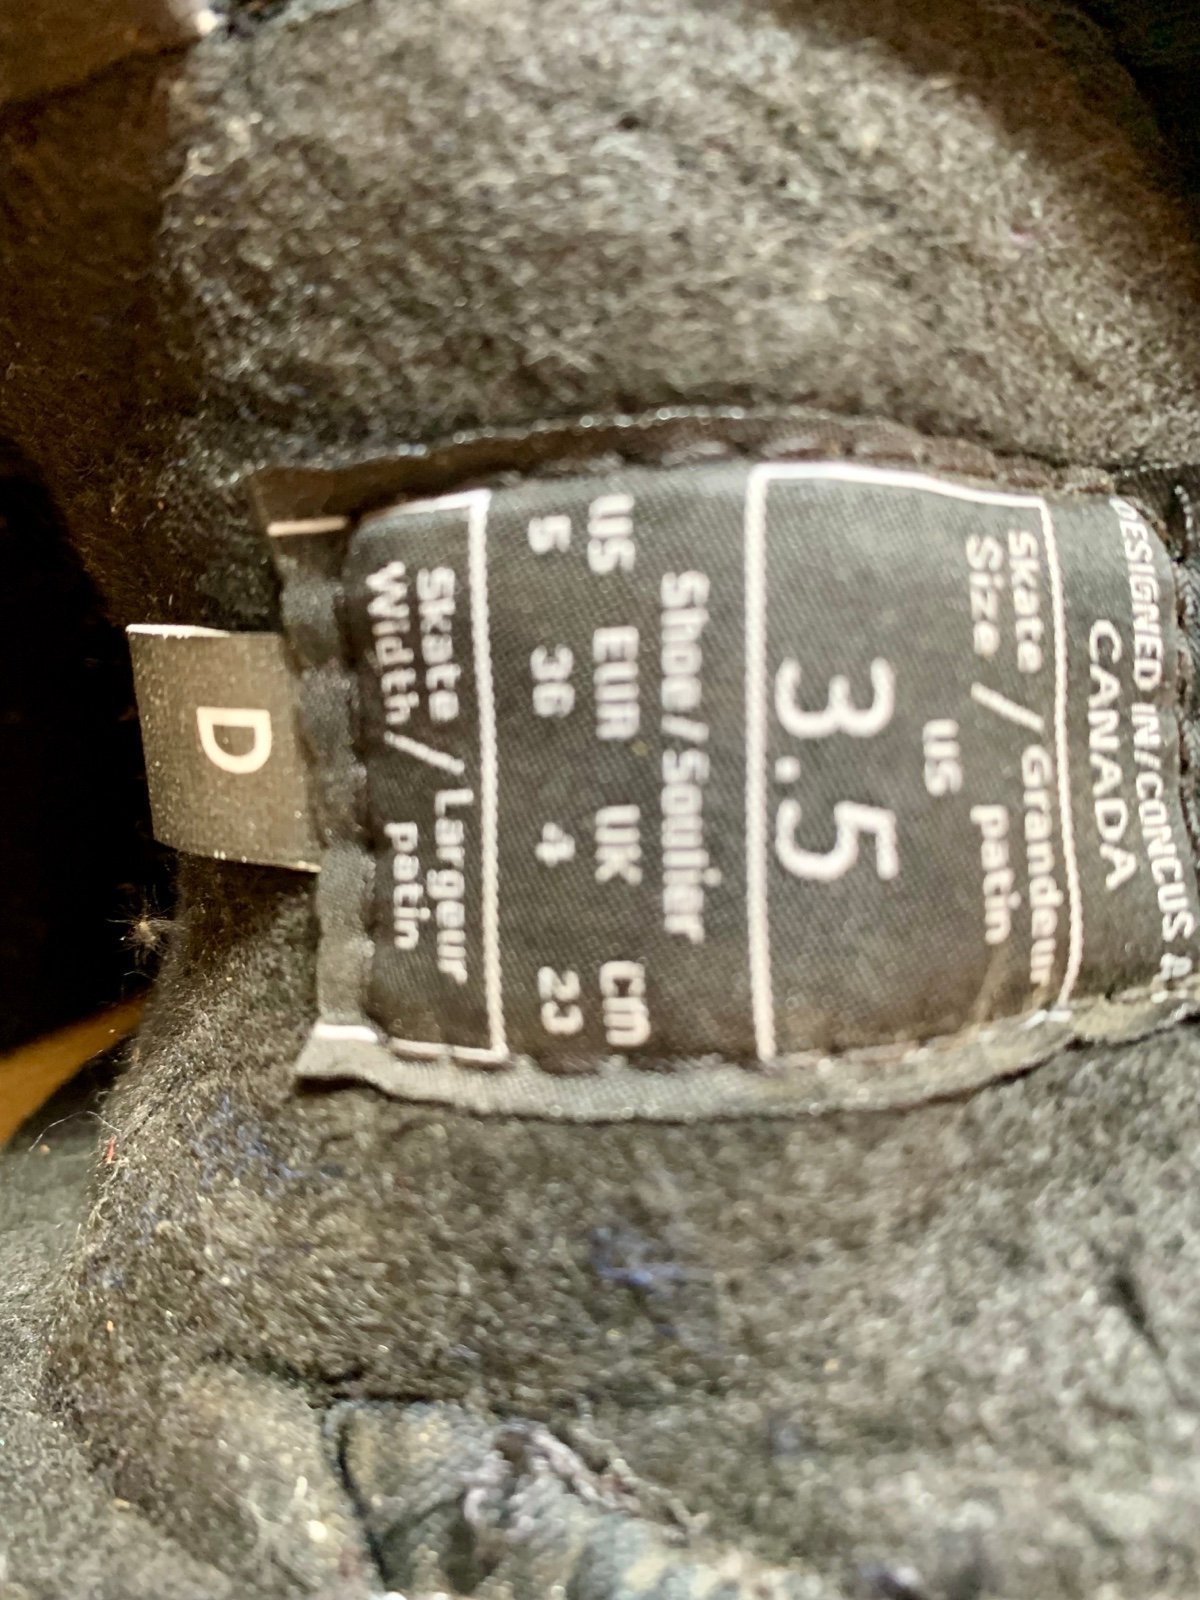 DESIGNED IN/CONCUS A
CANADA
Skate / Grandeur
Size / patin
US
3.5
Shoe/Soulier
US EUR UK cm
5 36 4 23
Skate / Largeur
Width / patin
D